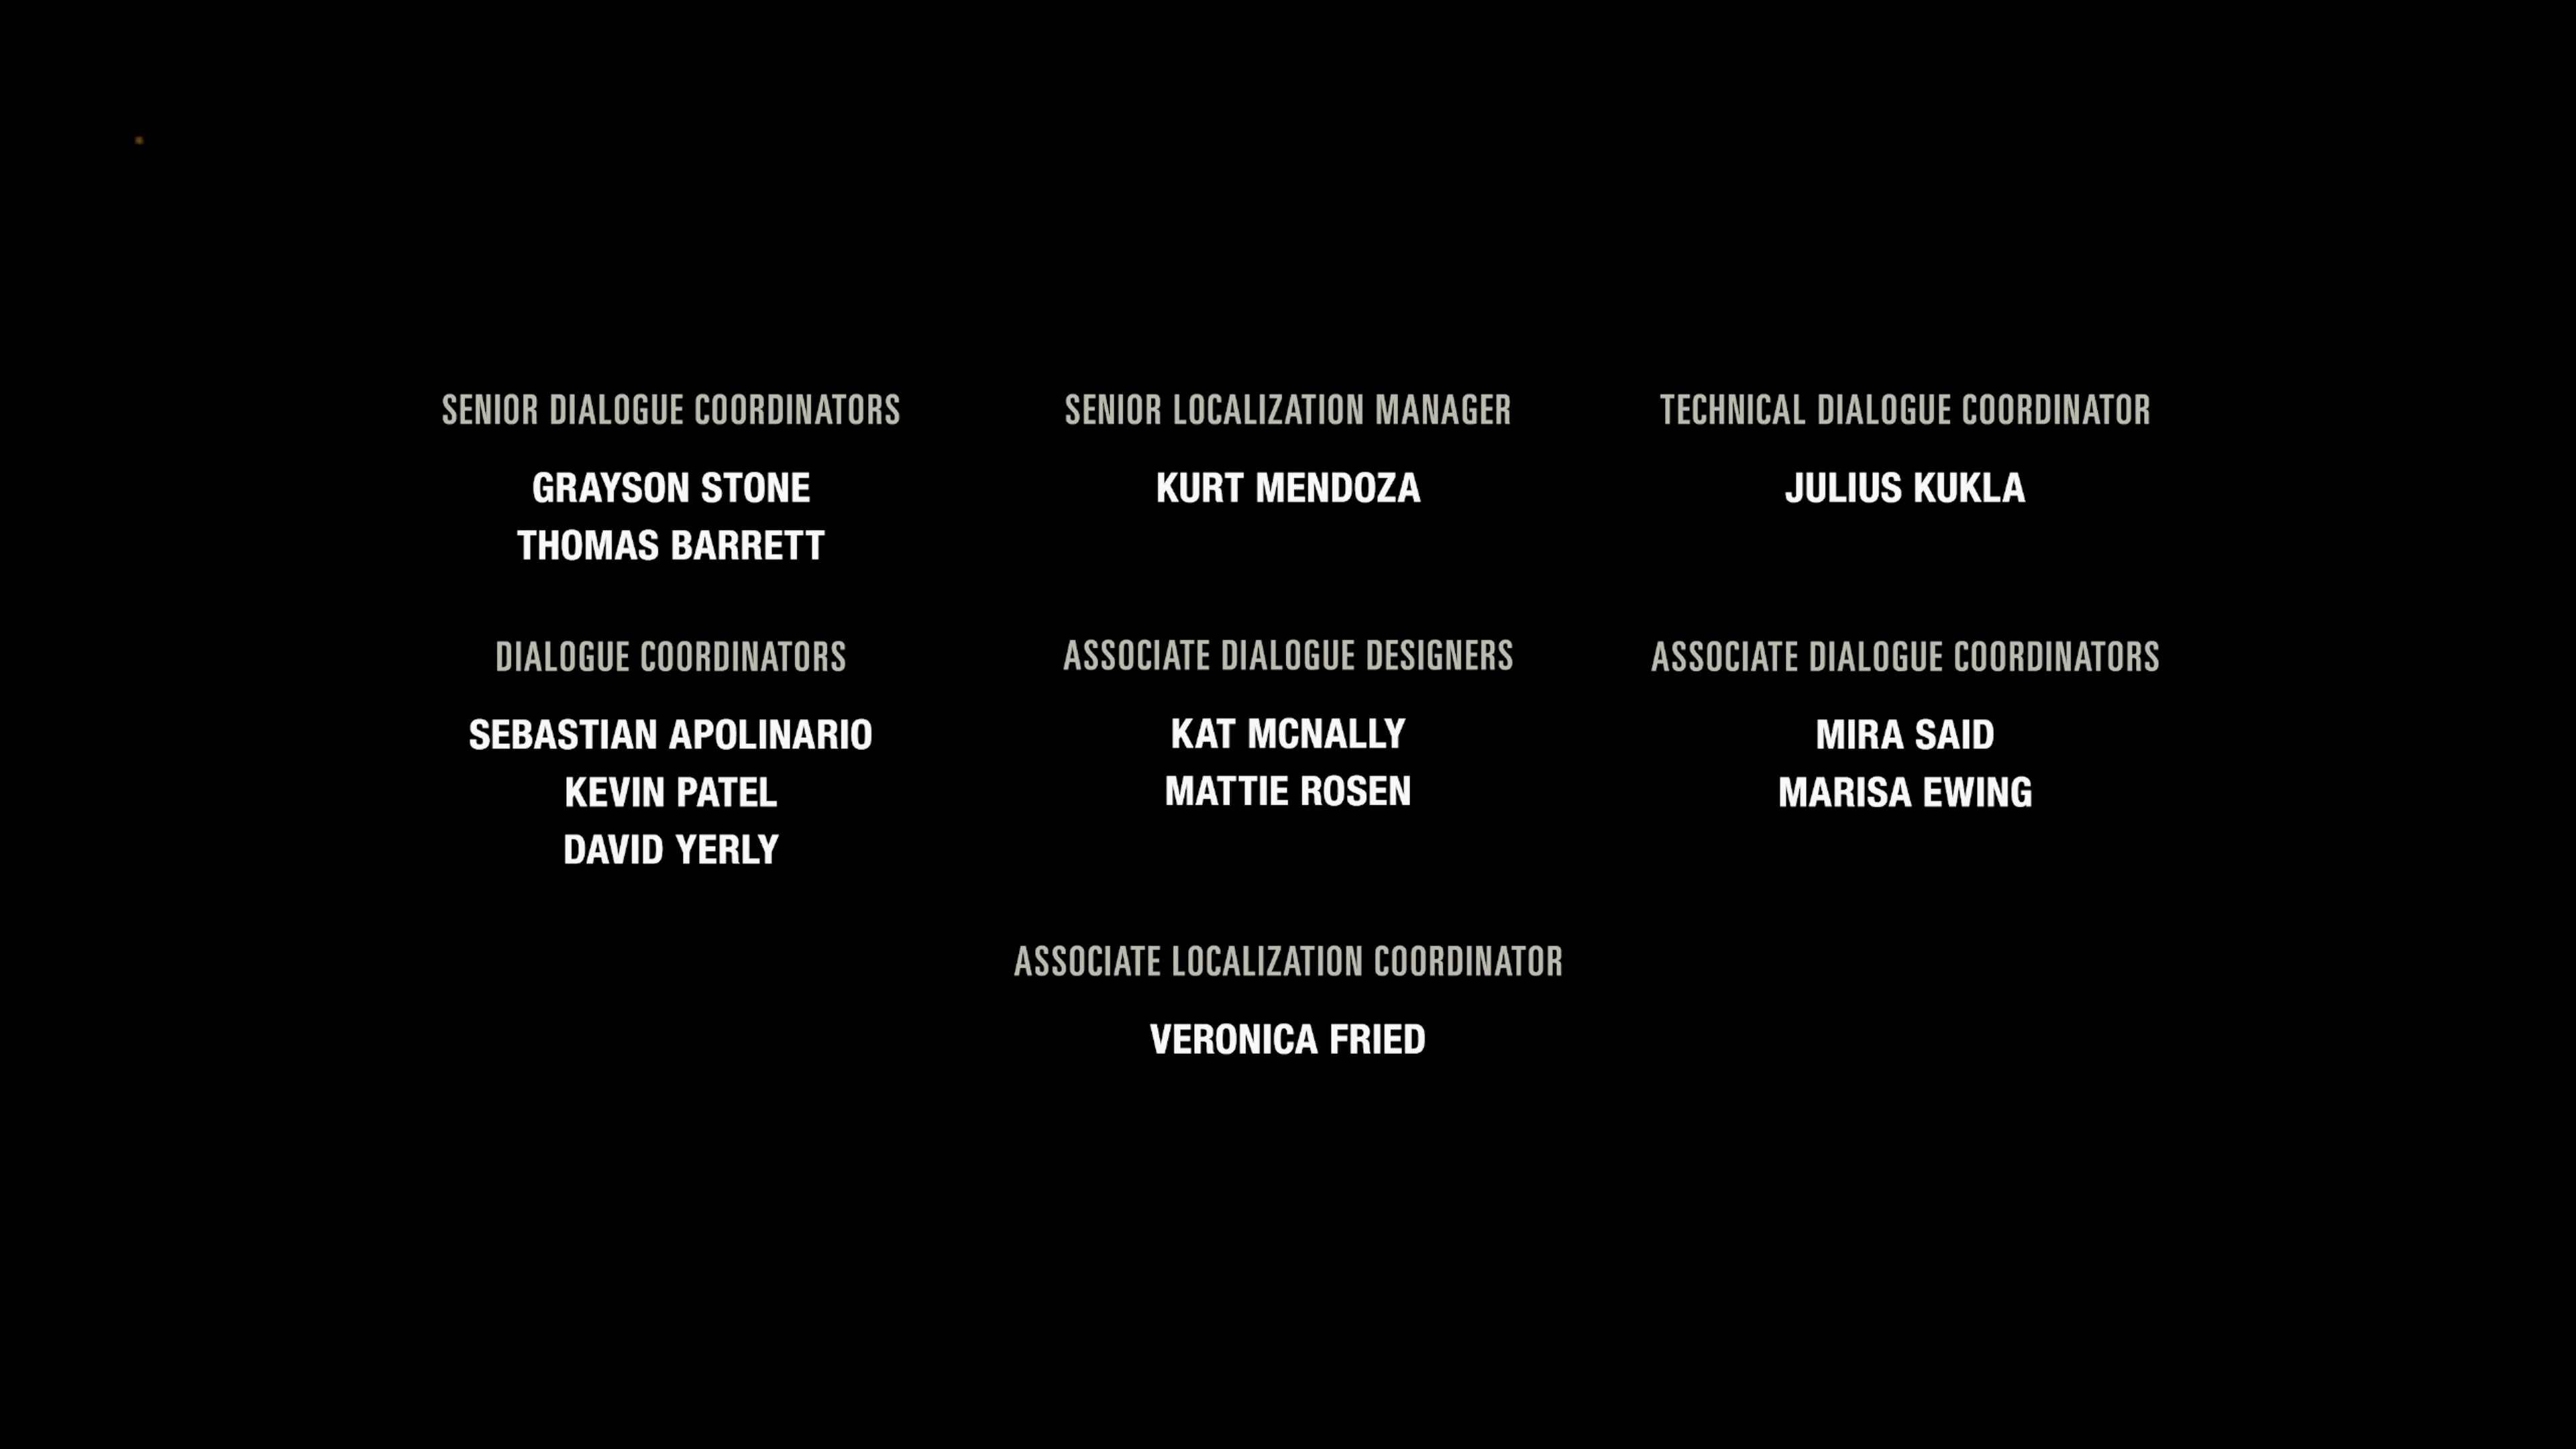 SENIOR DIALOGUE COORDINATORS
GRAYSON STONE
THOMAS BARRETT
SENIOR LOCALIZATION MANAGER
KURT MENDOZA
TECHNICAL DIALOGUE COORDINATOR
JULIUS KUKLA
DIALOGUE COORDINATORS
SEBASTIAN APOLINARIO
KEVIN PATEL
DAVID YERLY
ASSOCIATE DIALOGUE DESIGNERS
KAT MCNALLY
MATTIE ROSEN
ASSOCIATE DIALOGUE COORDINATORS
MIRA SAID
MARISA EWING
ASSOCIATE LOCALIZATION COORDINATOR
VERONICA FRIED